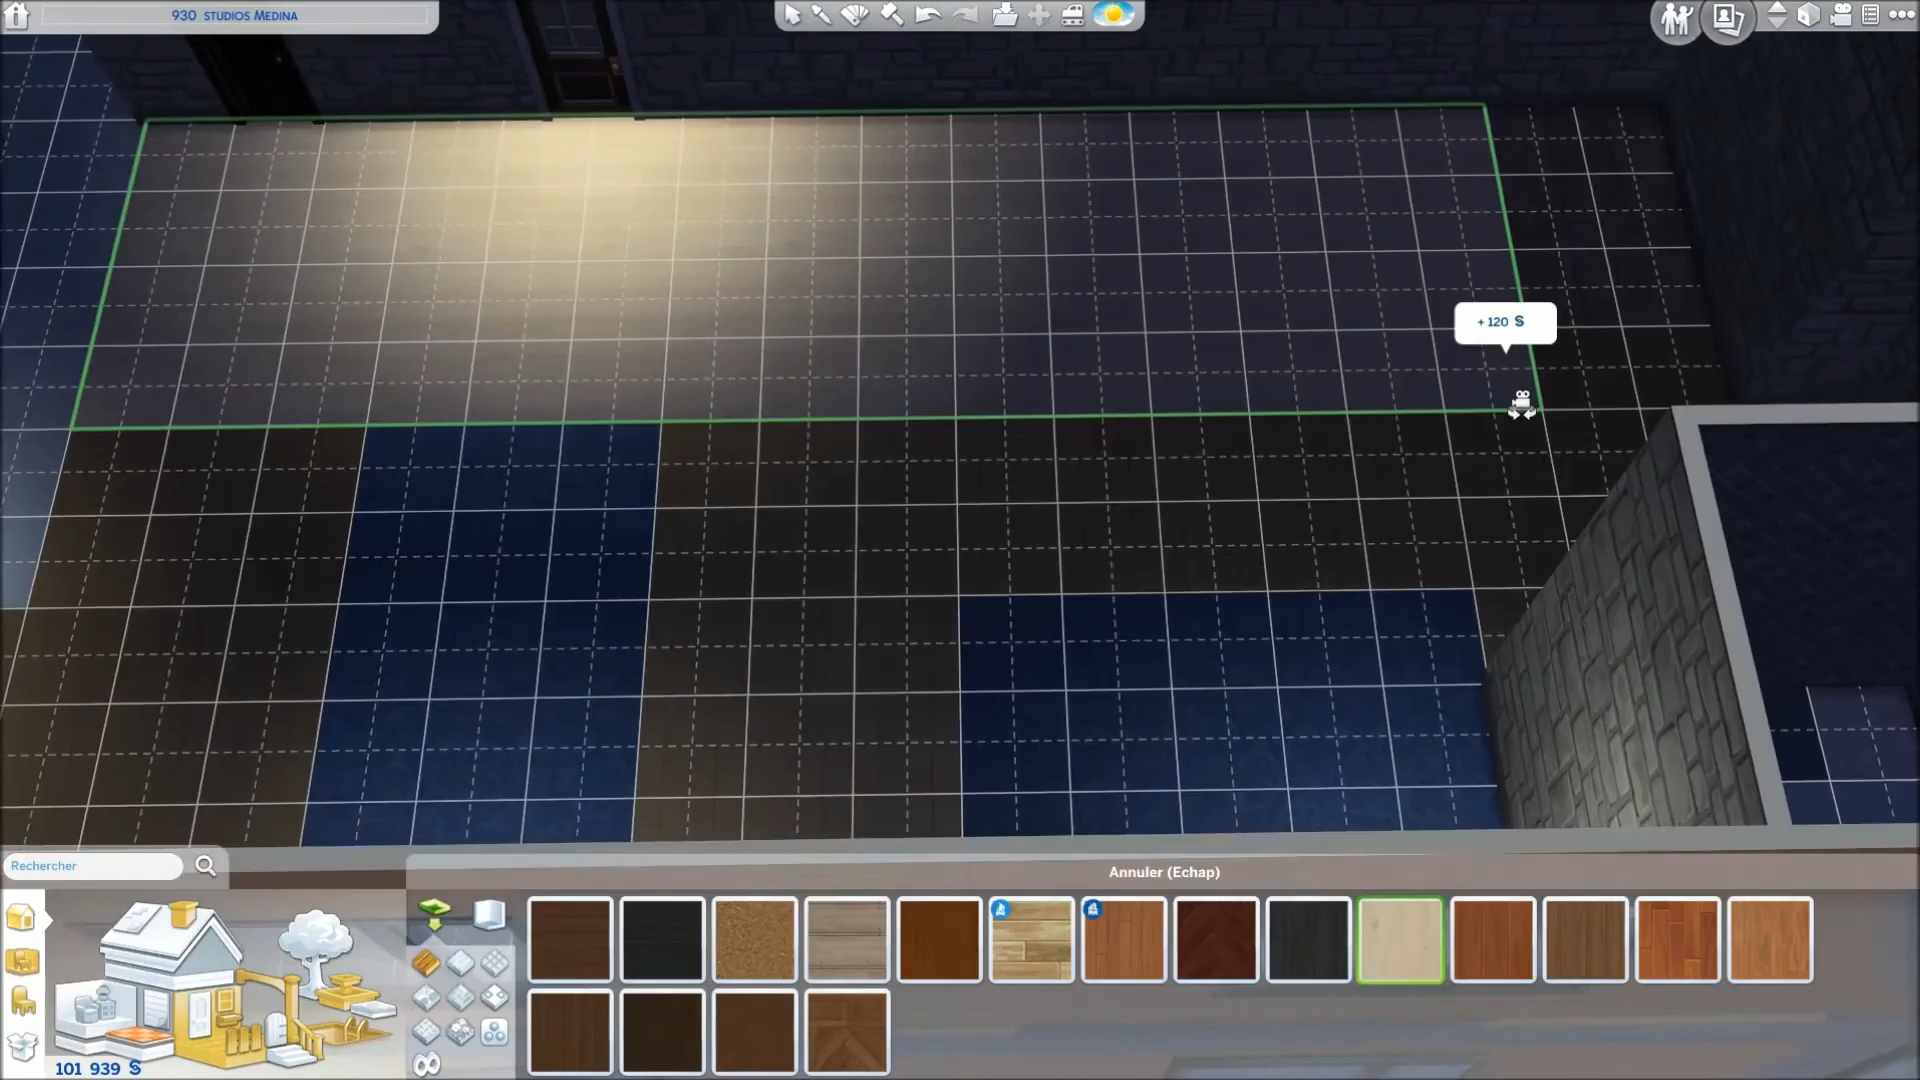 930 STUDIOS MEDINA
+120 §
Rechercher
Annuler (Echap)
101 939 §